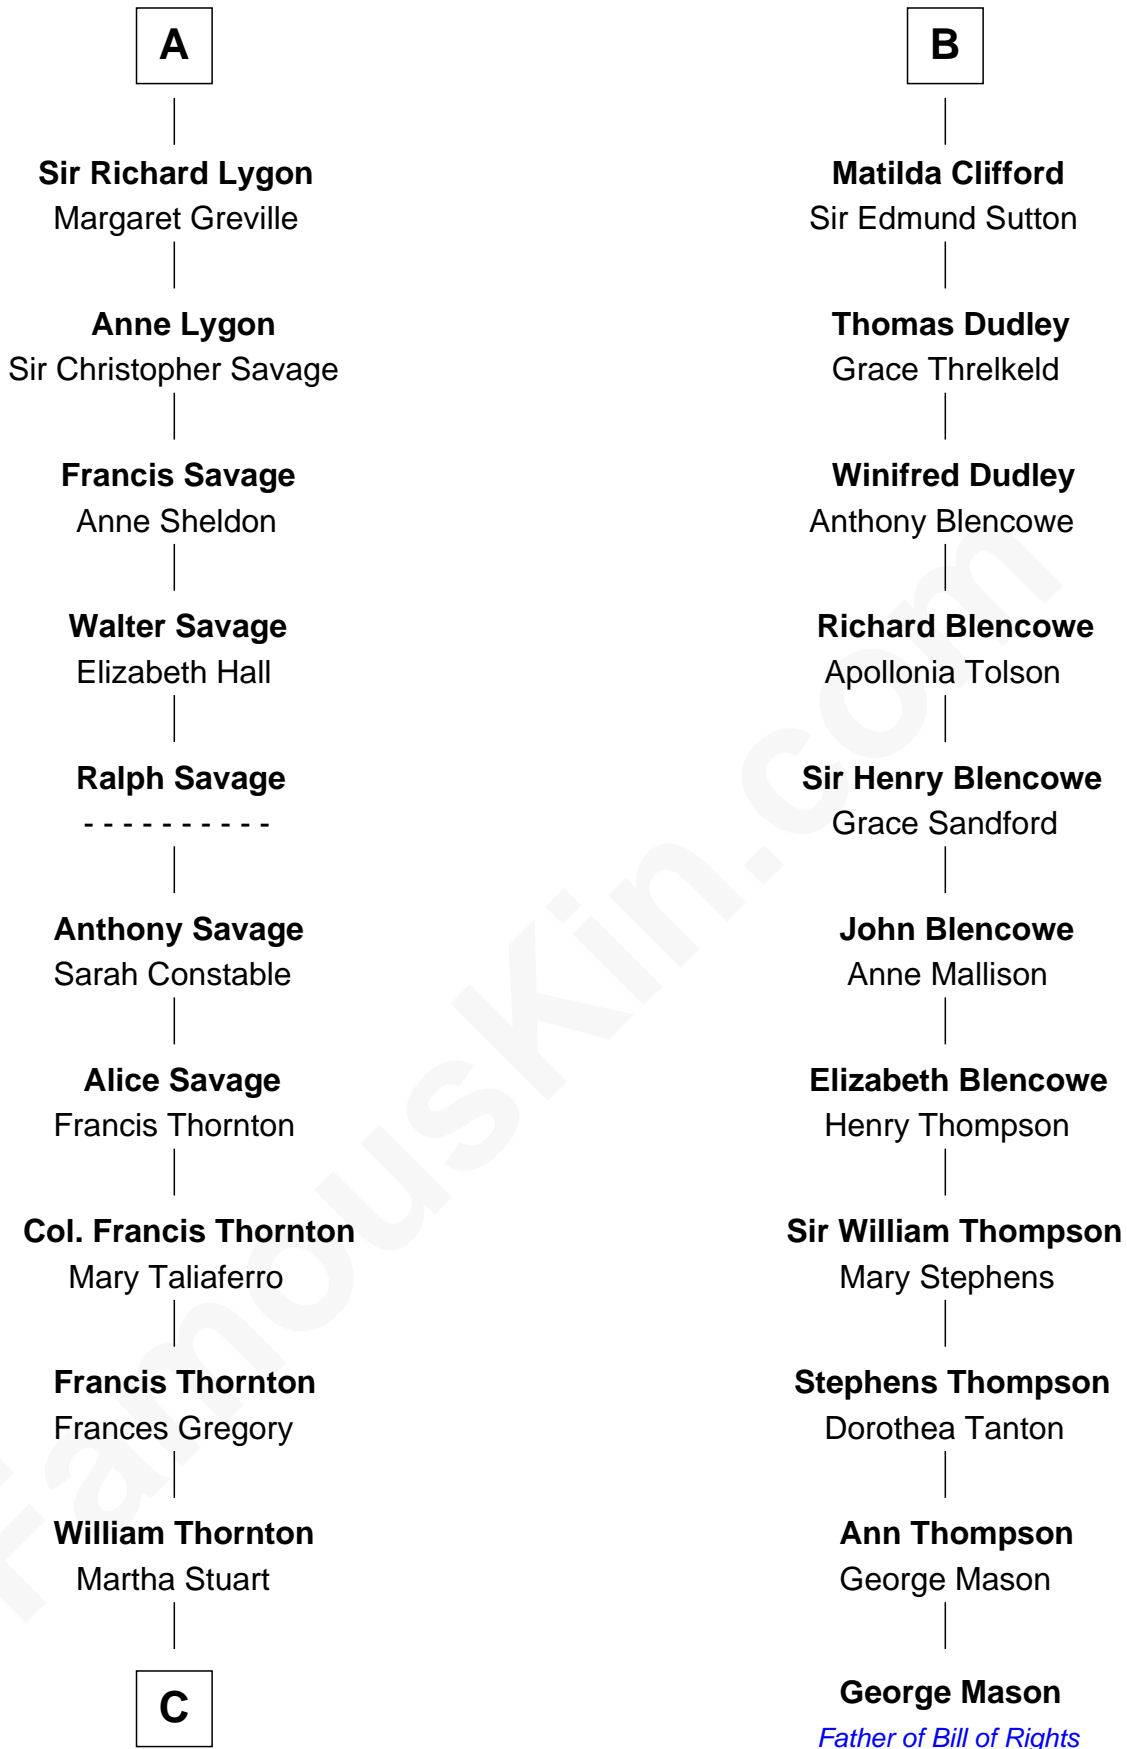 A
Sir Richard Lygon
Margaret Greville
Anne Lygon
Sir Christopher Savage
Francis Savage
Anne Sheldon
Walter Savage
Elizabeth Hall
Ralph Savage
- - - - - - - - - -
Anthony Savage
Sarah Constable
Alice Savage
Francis Thornton
Col. Francis Thornton
Mary Taliaferro
Francis Thornton
Frances Gregory
William Thornton
Martha Stuart
C
B
Matilda Clifford
Sir Edmund Sutton
Thomas Dudley
Grace Threlkeld
Winifred Dudley
Anthony Blencowe
Richard Blencowe
Apollonia Tolson
Sir Henry Blencowe
Grace Sandford
John Blencowe
Anne Mallison
Elizabeth Blencowe
Henry Thompson
Sir William Thompson
Mary Stephens
Stephens Thompson
Dorothea Tanton
Ann Thompson
George Mason
George Mason
Father of Bill of Rights
FamousKin.com